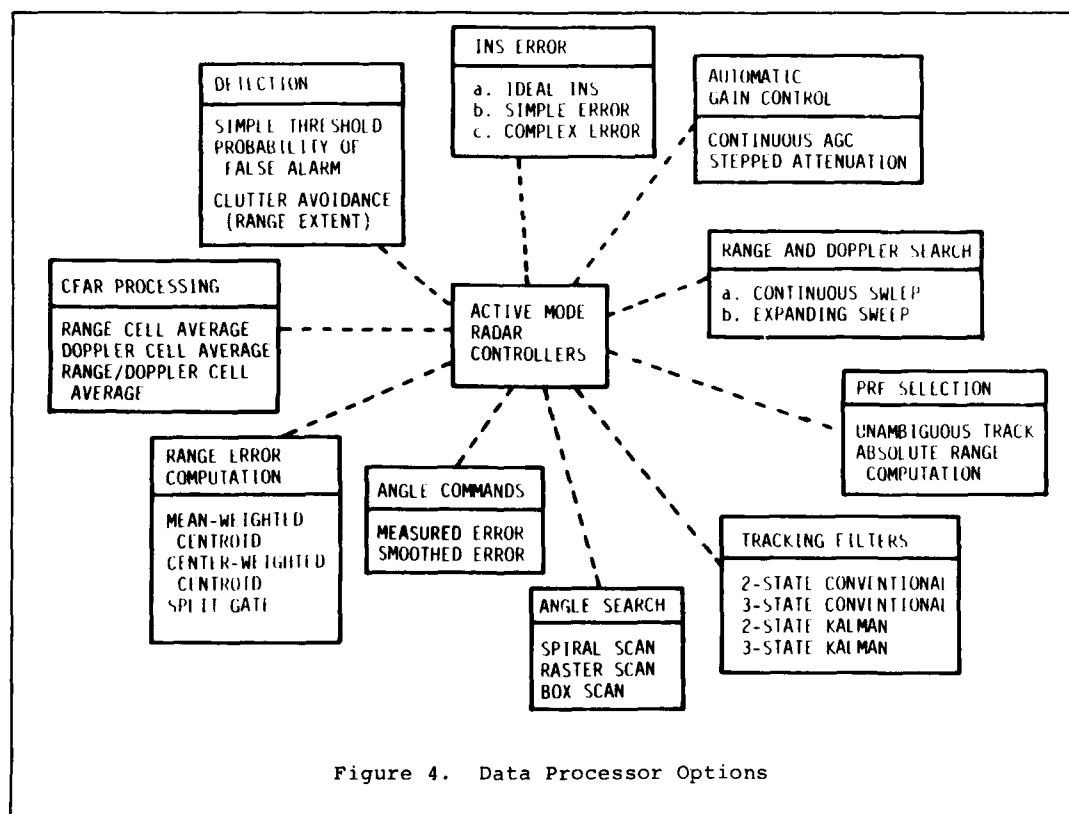 INS ERROR
a. IDEAL INS
b. SIMPLE ERROR
c. COMPLEX ERROR
DETECTION
SIMPLE THRESHOLD
PROBABILITY OF
FALSE ALARM
CLUTTER AVOIDANCE
(RANGE EXTENT)
AUTOMATIC
GAIN CONTROL
CONTINUOUS AGC
STEPPED ATTENUATION
CFAR PROCESSING
RANGE CELL AVERAGE
DOPPLER CELL AVERAGE
RANGE/DOPPLER CELL
AVERAGE
ACTIVE MODE
RADAR
CONTROLLERS
RANGE AND DOPPLER SEARCH
a. CONTINUOUS SWEEP
b. EXPANDING SWEEP
PRF SELECTION
UNAMBIGUOUS TRACK
ABSOLUTE RANGE
COMPUTATION
RANGE ERROR
COMPUTATION
MEAN-WEIGHTED
CENTROID
CENTER-WEIGHTED
CENTROID
SPLIT GATE
ANGLE COMMANDS
MEASURED ERROR
SMOOTHED ERROR
ANGLE SEARCH
SPIRAL SCAN
RASTER SCAN
BOX SCAN
TRACKING FILTERS
2-STATE CONVENTIONAL
3-STATE CONVENTIONAL
2-STATE KALMAN
3-STATE KALMAN
Figure 4. Data Processor Options